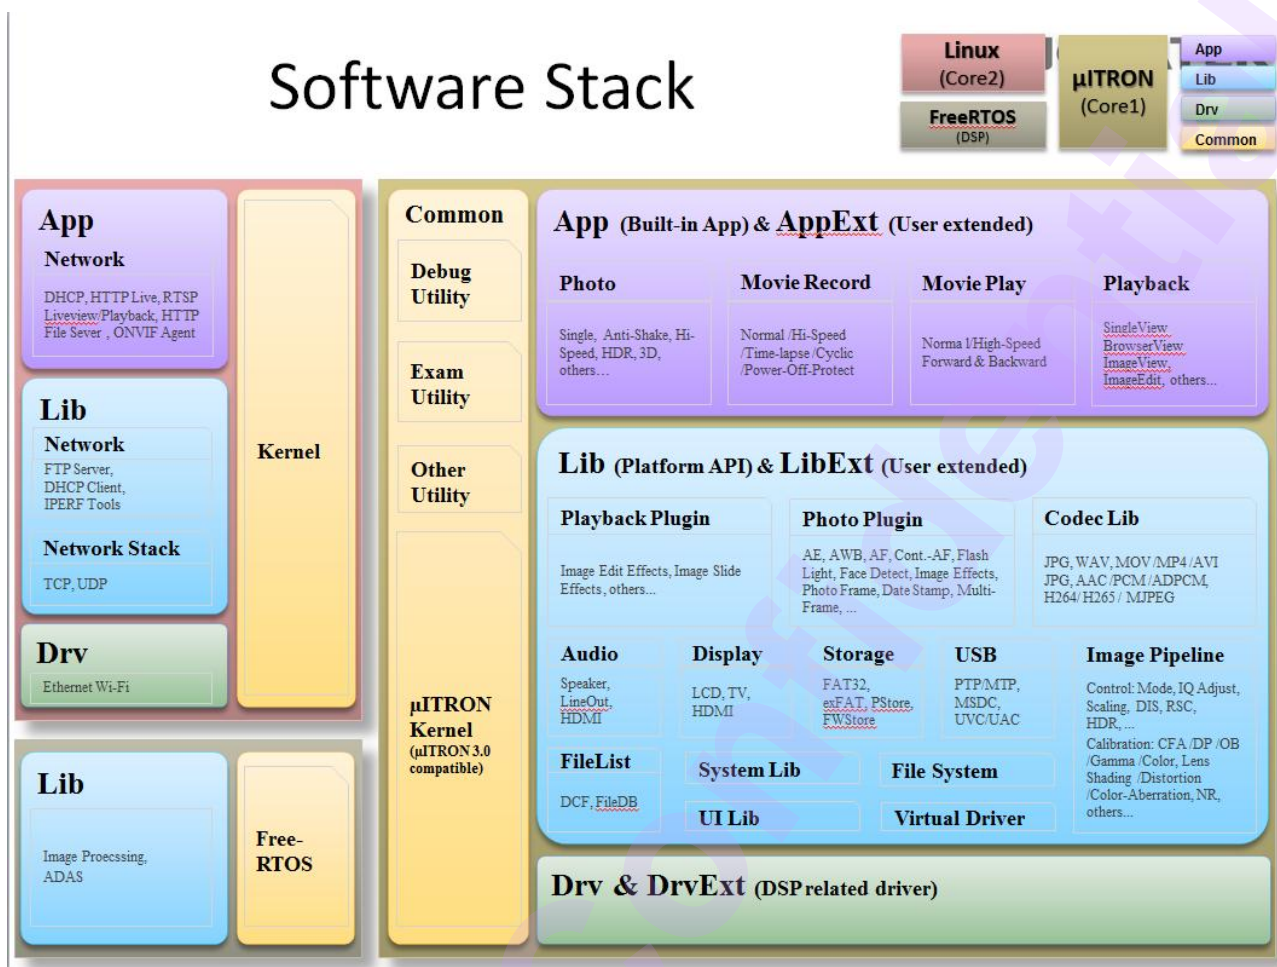 Software Stack
Linux
(Core2)
FreeRTOS
(DSP)
µITRON
(Core1)
App
Lib
Drv
Common
App
Network
DHCP, HTTP Live, RTSP
Liveview/Playback, HTTP
File Sever , ONVIF Agent
Lib
Network
FTP Server,
DHCP Client,
IPERF Tools
Network Stack
TCP, UDP
Drv
Ethernet Wi-Fi
Kernel
Lib
Image Proecssing,
ADAS
Free-
RTOS
Common
Debug
Utility
Exam
Utility
Other
Utility
µITRON
Kernel
(µITRON 3.0
compatible)
App (Built-in App) & AppExt (User extended)
Photo
Single, Anti-Shake, Hi-
Speed, HDR, 3D,
others…
Movie Record
Normal /Hi-Speed
/Time-lapse /Cyclic
/Power-Off-Protect
Movie Play
Norma l/High-Speed
Forward & Backward
Playback
SingleView
BrowserView
ImageView,
ImageEdit, others...
Lib (Platform API) & LibExt (User extended)
Playback Plugin
Image Edit Effects, Image Slide
Effects, others...
Photo Plugin
AE, AWB, AF, Cont.-AF, Flash
Light, Face Detect, Image Effects,
Photo Frame, Date Stamp, Multi-
Frame, ...
Codec Lib
JPG, WAV, MOV /MP4 /AVI
JPG, AAC /PCM /ADPCM,
H264/ H265 / MJPEG
Audio
Speaker,
LineOut,
HDMI
Display
LCD, TV,
HDMI
Storage
FAT32,
exFAT, PStore,
FWStore
USB
PTP/MTP,
MSDC,
UVC/UAC
Image Pipeline
Control: Mode, IQ Adjust,
Scaling, DIS, RSC,
HDR, ...
Calibration: CFA /DP /OB
/Gamma /Color, Lens
Shading /Distortion
/Color-Aberration, NR,
others...
FileList
DCF, FileDB
System Lib
File System
UI Lib
Virtual Driver
Drv & DrvExt (DSP related driver)
Confidential